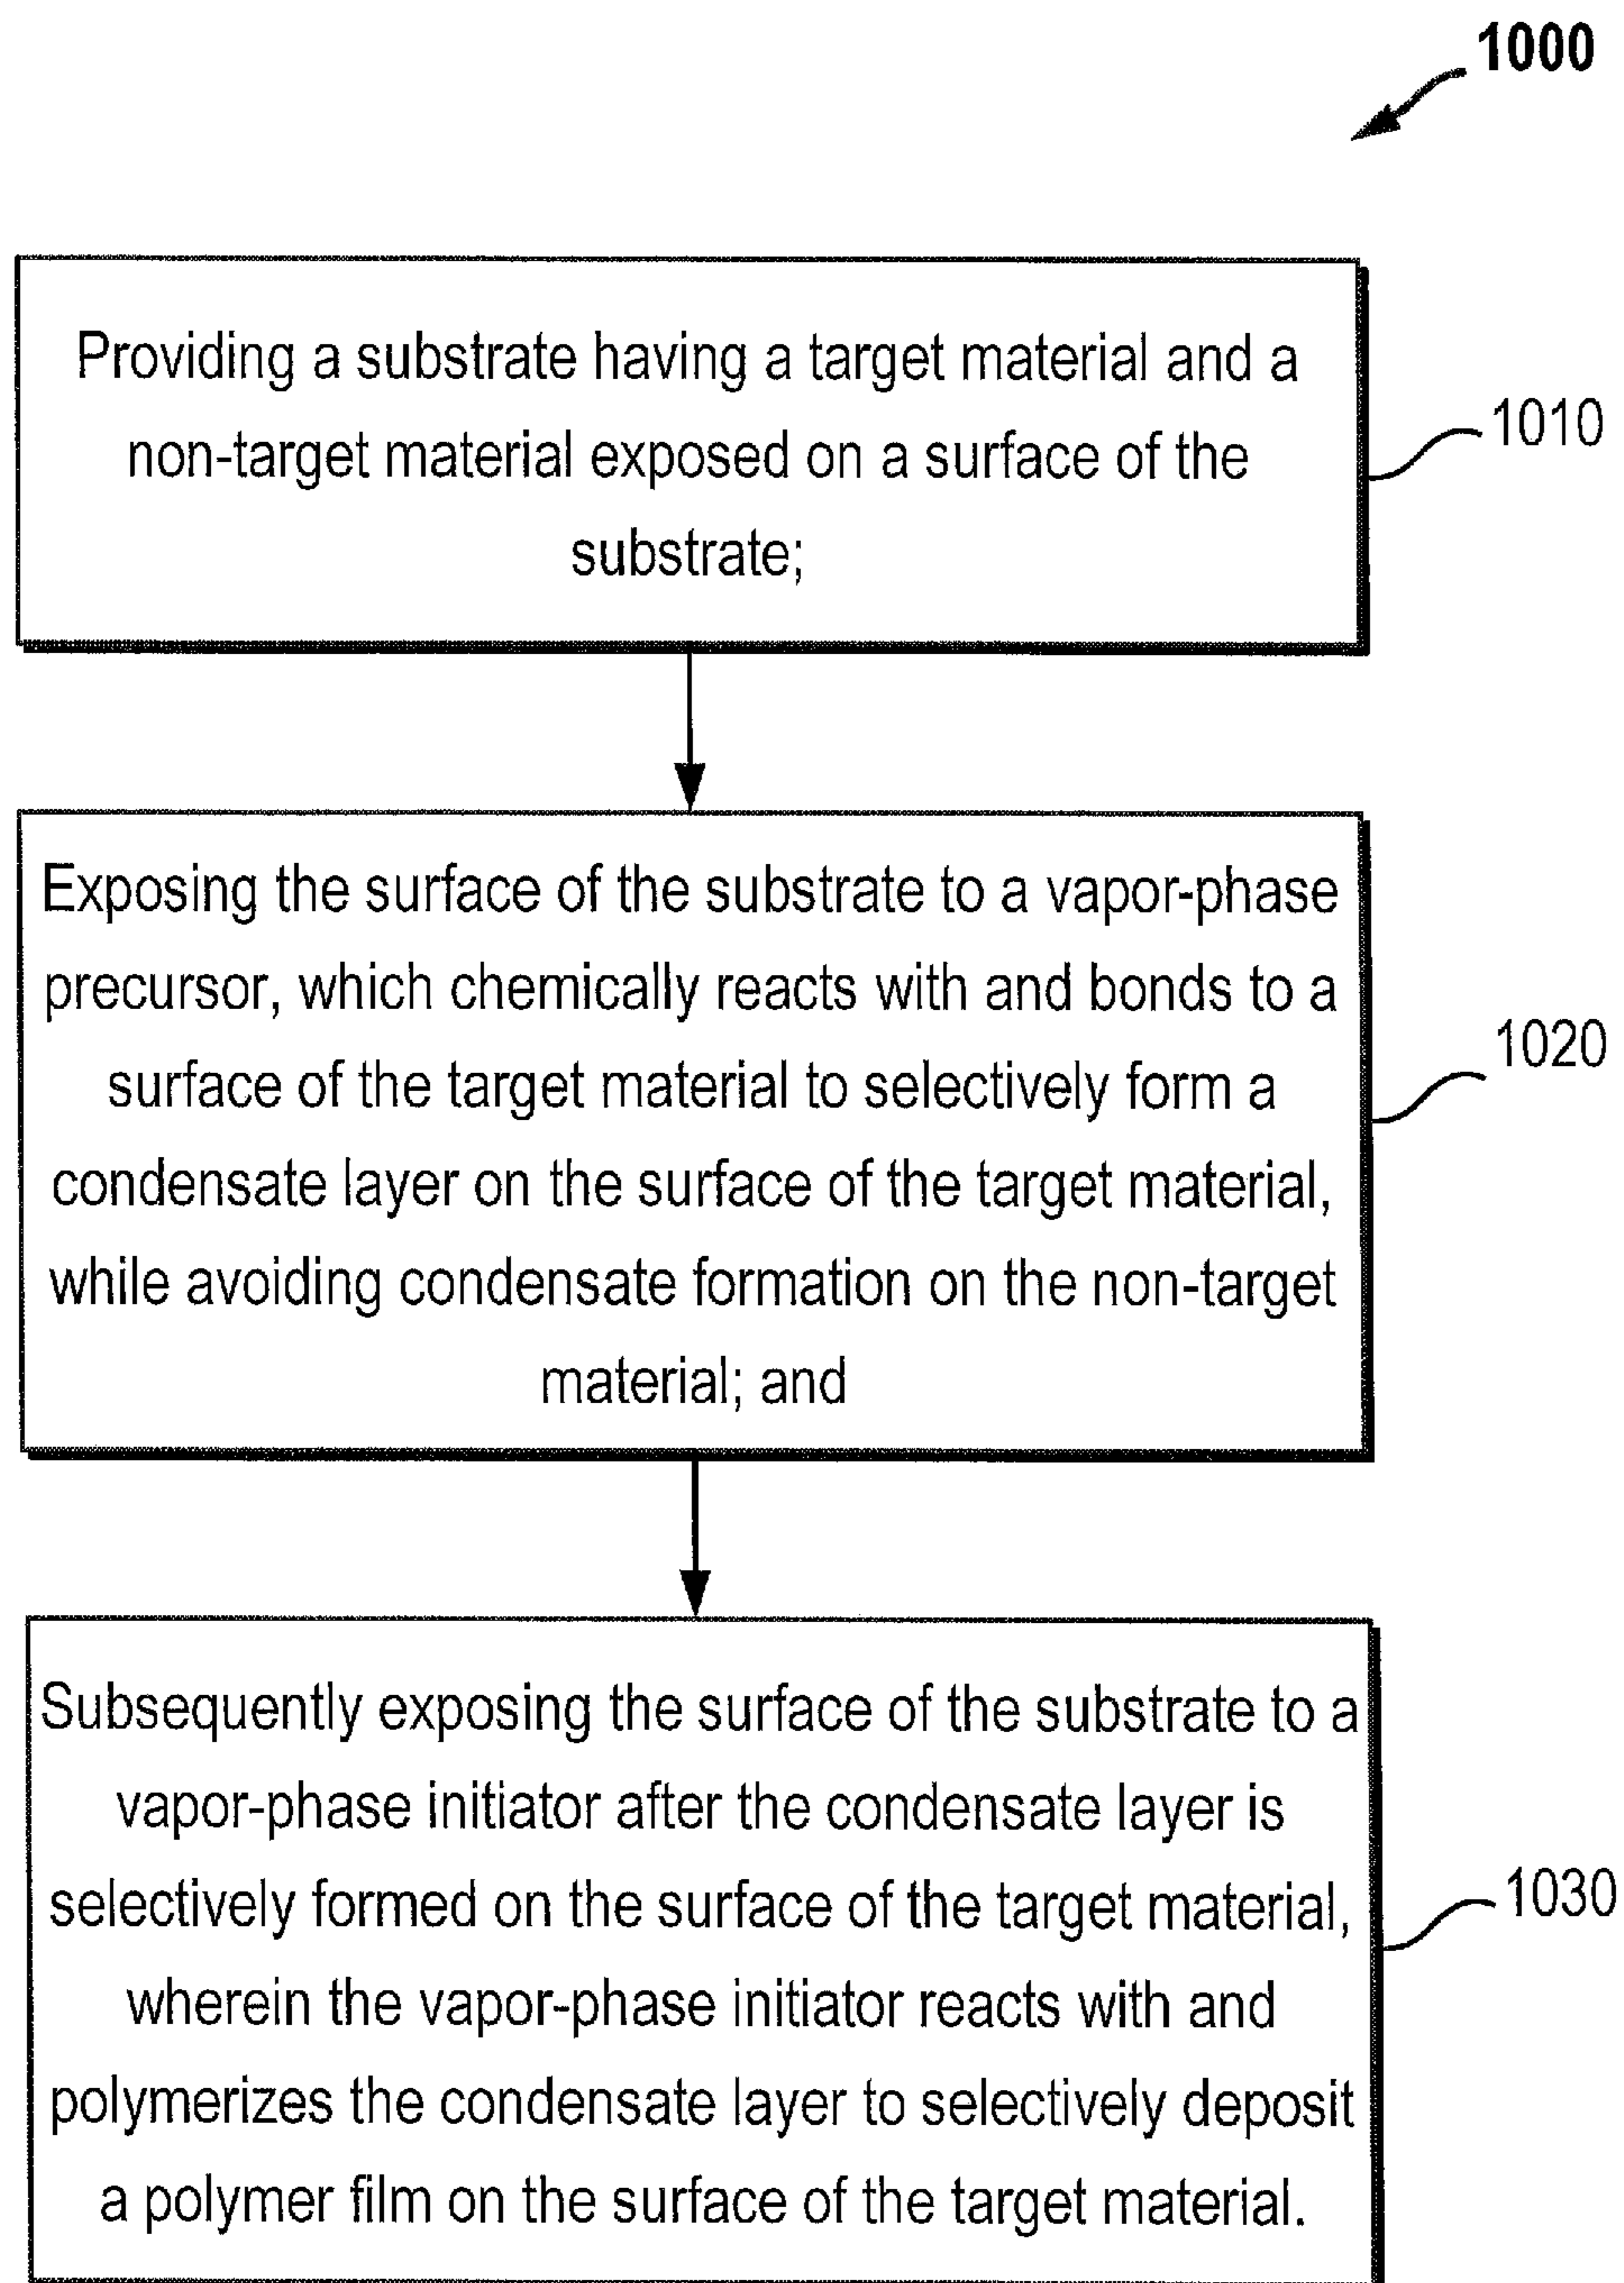 1000
Providing a substrate having a target material and a
non-target material exposed on a surface of the
substrate;
1010
Exposing the surface of the substrate to a vapor-phase
precursor, which chemically reacts with and bonds to a
surface of the target material to selectively form a
condensate layer on the surface of the target material,
while avoiding condensate formation on the non-target
material; and
1020
Subsequently exposing the surface of the substrate to a
vapor-phase initiator after the condensate layer is
selectively formed on the surface of the target material,
wherein the vapor-phase initiator reacts with and
polymerizes the condensate layer to selectively deposit
a polymer film on the surface of the target material.
1030